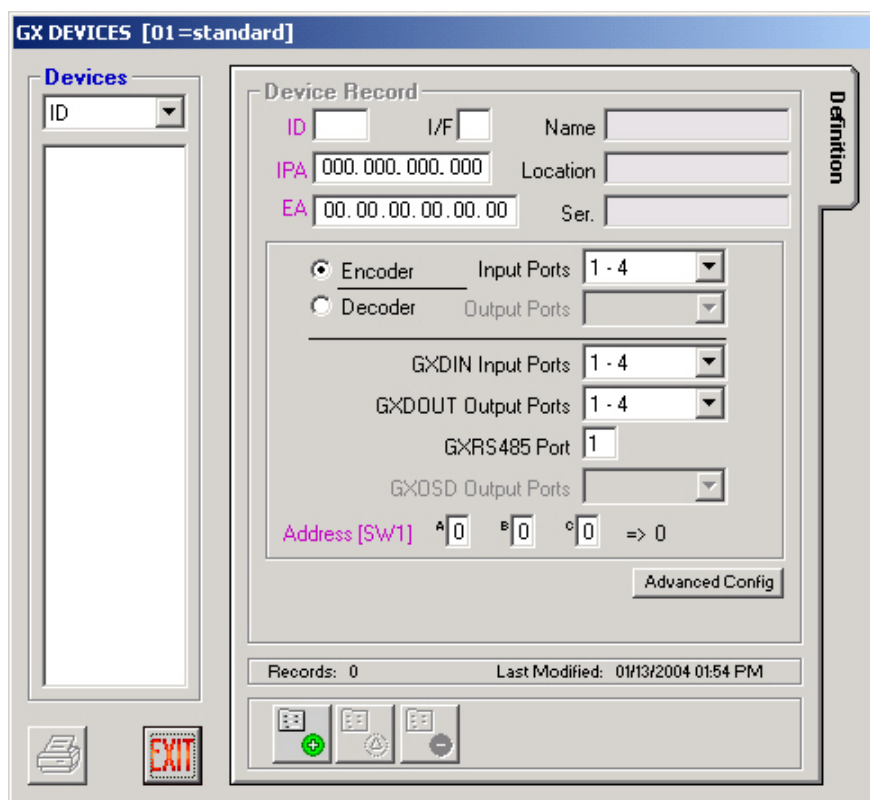 GX DEVICES [01=standard]
Devices
ID
Definition
Device Record
ID I/F Name
IPA 000.000.000.000 Location
EA 00.00.00.00.00.00 Ser.
Encoder Input Ports 1 - 4
Decoder Output Ports
GXDIN Input Ports 1 - 4
GXDOUT Output Ports 1 - 4
GXRS485 Port 1
GXOSD Output Ports
Address [SW1] A 0 B 0 C 0 => 0
Advanced Config
Records: 0 Last Modified: 01/13/2004 01:54 PM
EXIT